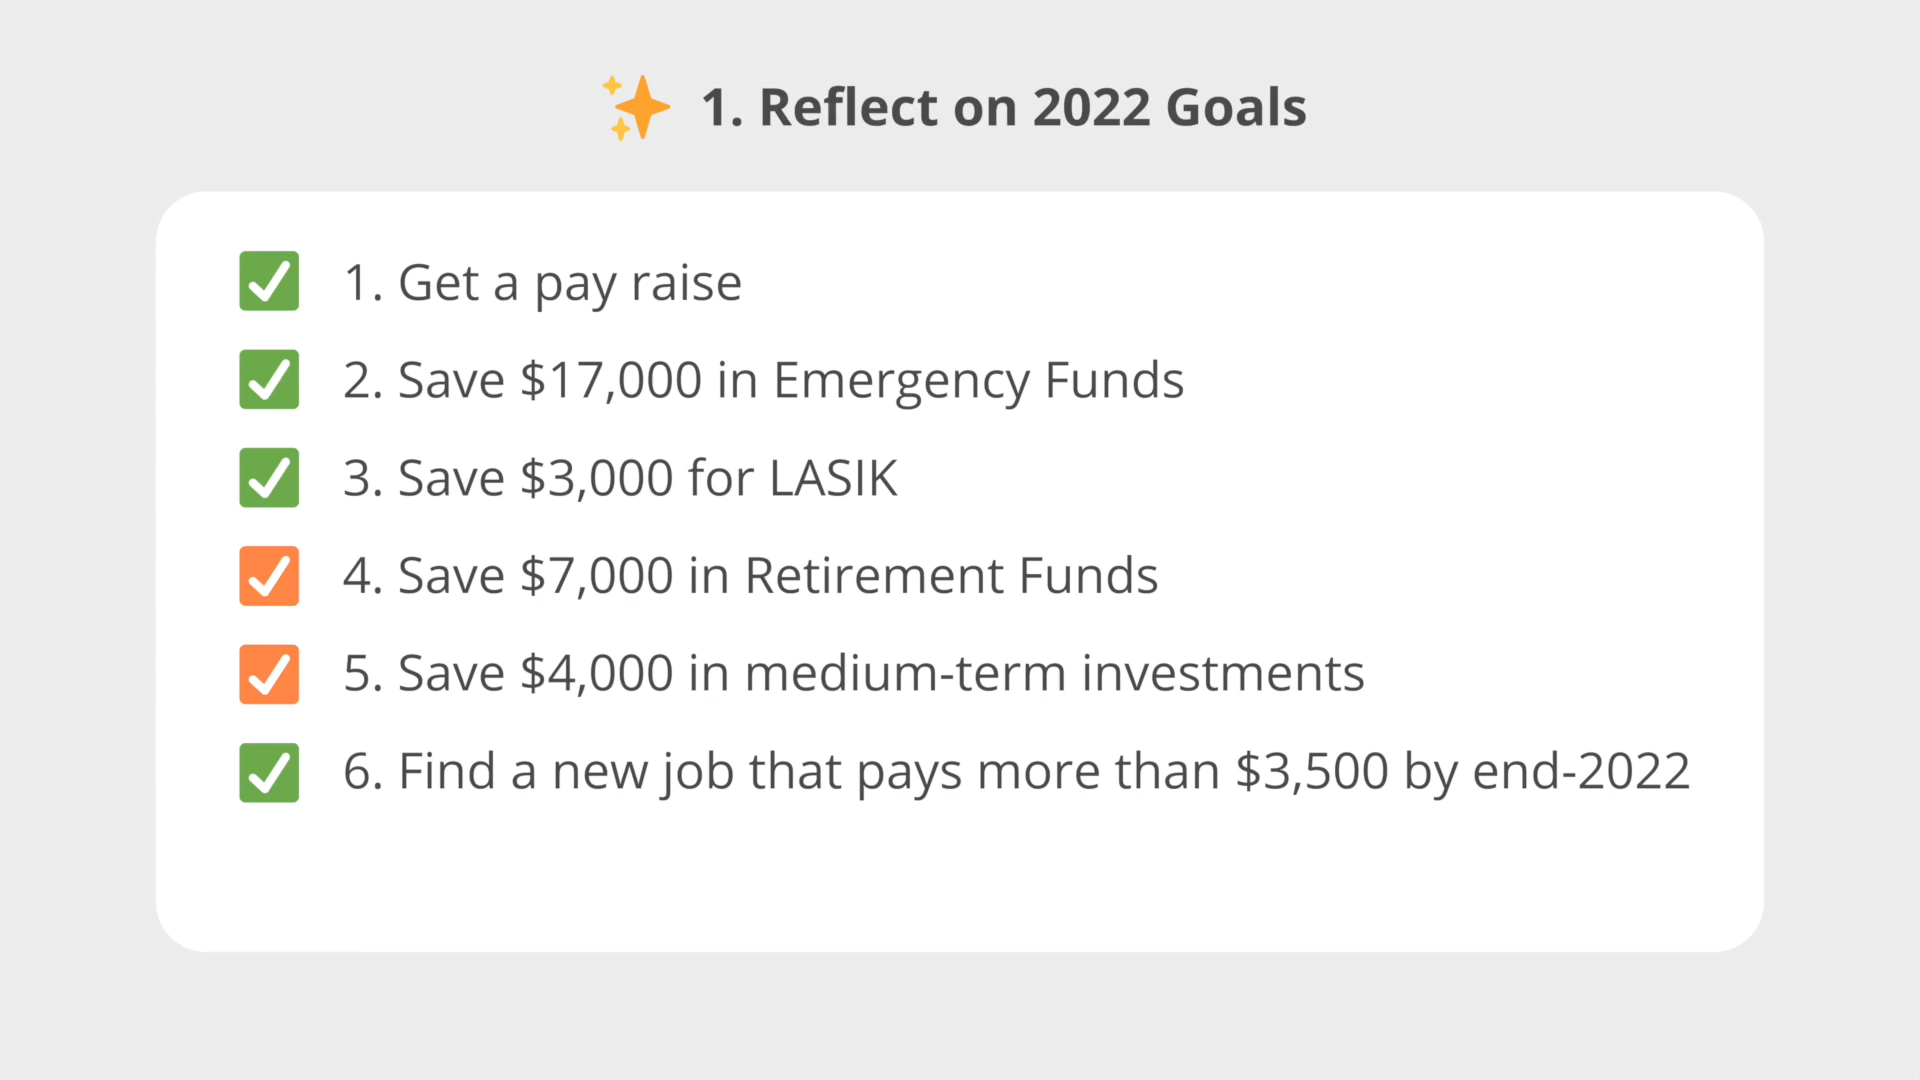 1. Reflect on 2022 Goals
1. Get a pay raise
2. Save $17,000 in Emergency Funds
3. Save $3,000 for LASIK
4. Save $7,000 in Retirement Funds
5. Save $4,000 in medium-term investments
6. Find a new job that pays more than $3,500 by end-2022